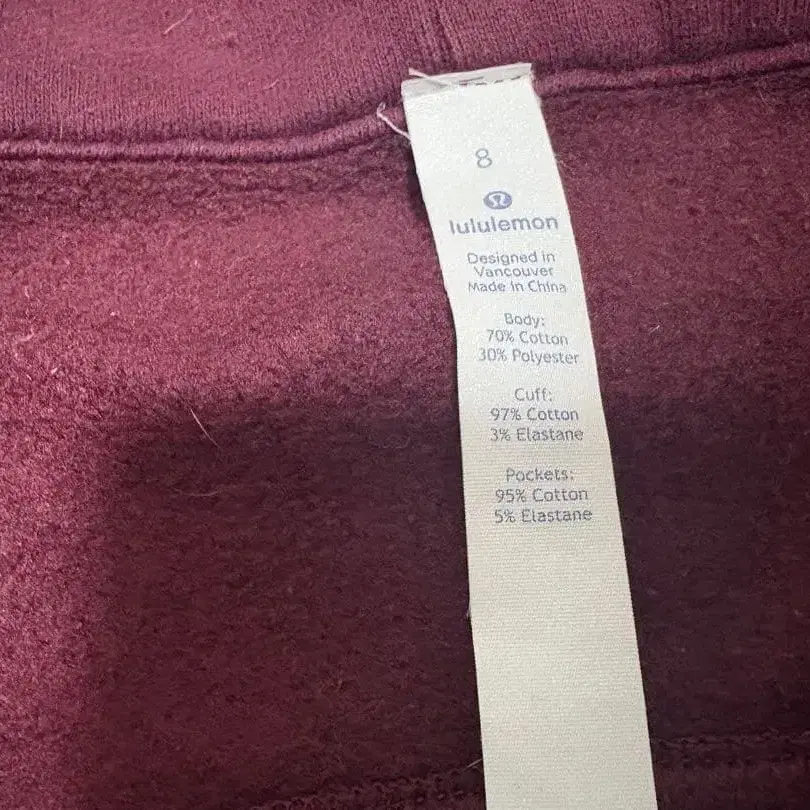 8
lululemon
Designed in
Vancouver
Made in China
Body:
70% Cotton
30% Polyester
Cuff:
97% Cotton
3% Elastane
Pockets:
95% Cotton
5% Elastane